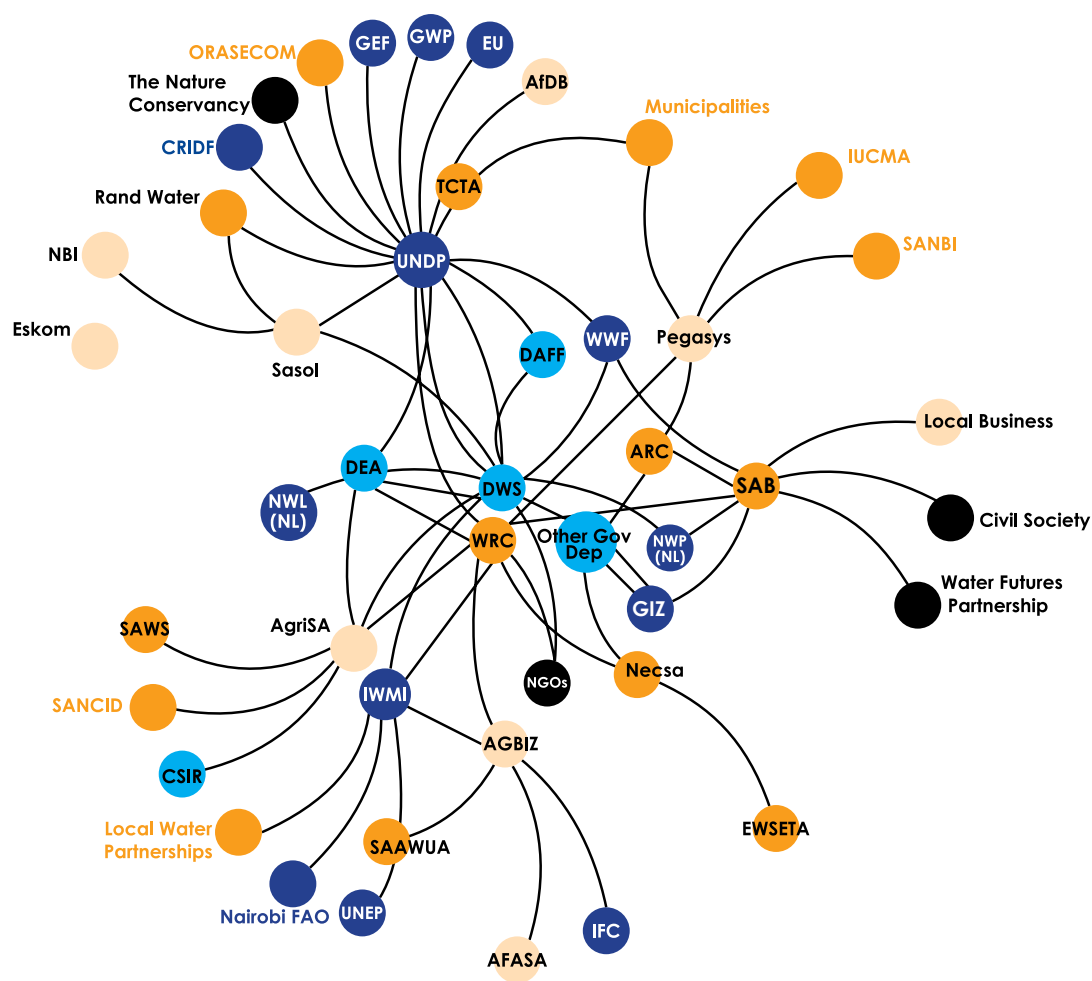 GEF
GWP
EU
ORASECOM
The Nature
Conservancy
AfDB
Municipalities
CRIDF
IUCMA
TCTA
Rand Water
SANBI
NBI
UNDP
Eskom
Sasol
DAFF
WWF
Pegasys
Local Business
ARC
DEA
DWS
SAB
NWL
(NL)
Civil Society
WRC
Other Gov
Dep
NWP
(NL)
Water Futures
Partnership
GIZ
SAWS
AgriSA
Necsa
NGOs
SANCID
IWMI
AGBIZ
CSIR
Local Water
Partnerships
SAAWUA
EWSETA
Nairobi FAO
UNEP
IFC
AFASA